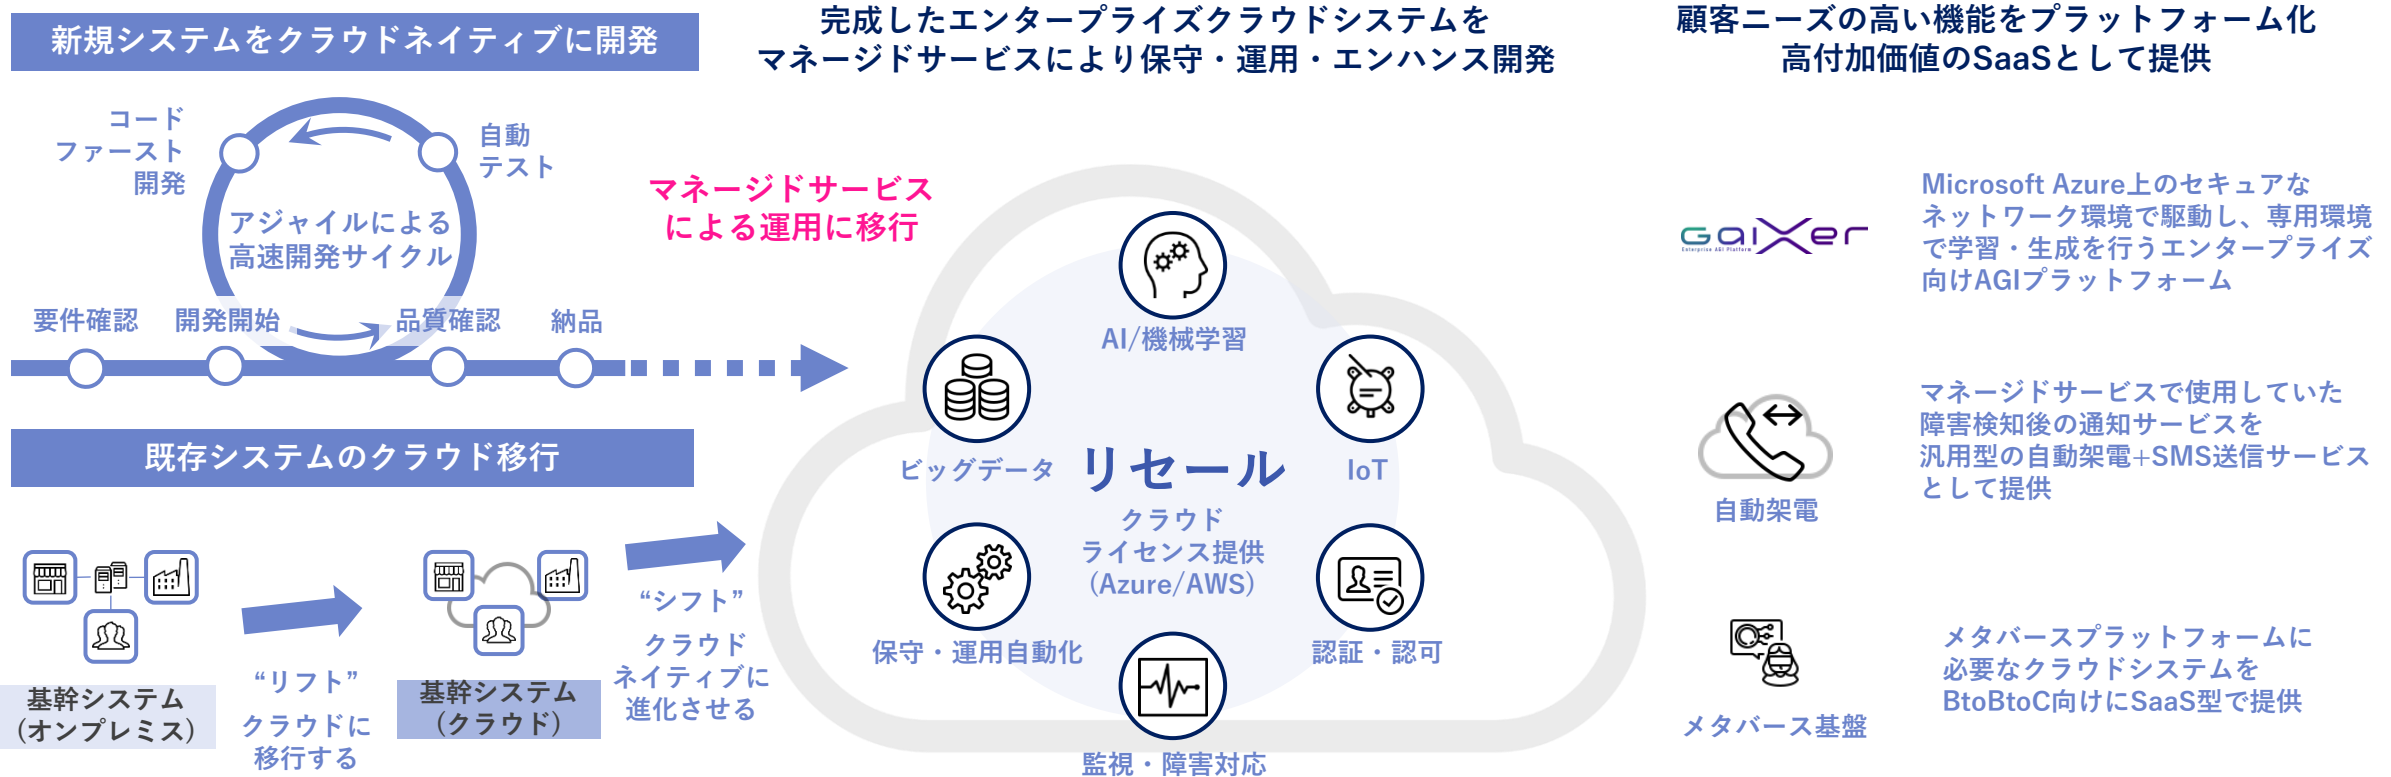 新規システムをクラウドネイティブに開発
コード
ファースト
開発
自動
テスト
アジャイルによる
高速開発サイクル
要件確認
開発開始
品質確認
納品
マネージドサービス
による運用に移行
既存システムのクラウド移行
基幹システム
(オンプレミス)
“リフト”
クラウドに
移行する
基幹システム
(クラウド)
“シフト”
クラウド
ネイティブに
進化させる
完成したエンタープライズクラウドシステムを
マネージドサービスにより保守・運用・エンハンス開発
AI/機械学習
ビッグデータ
IoT
リセール
クラウド
ライセンス提供
(Azure/AWS)
保守・運用自動化
認証・認可
監視・障害対応
顧客ニーズの高い機能をプラットフォーム化
高付加価値のSaaSとして提供
GaiXer
Enterprise AGI Platform
Microsoft Azure上のセキュアな
ネットワーク環境で駆動し、専用環境
で学習・生成を行うエンタープライズ
向けAGIプラットフォーム
自動架電
マネージドサービスで使用していた
障害検知後の通知サービスを
汎用型の自動架電+SMS送信サービス
として提供
メタバース基盤
メタバースプラットフォームに
必要なクラウドシステムを
BtoBtoC向けにSaaS型で提供